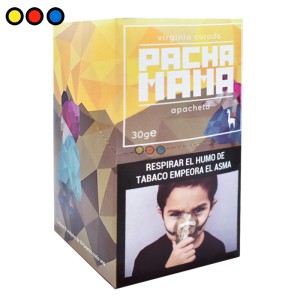 virginia curado
PACHA
MAMA
apacheta
30g℮
RESPIRAR EL HUMO DE
TABACO EMPEORA EL ASMA